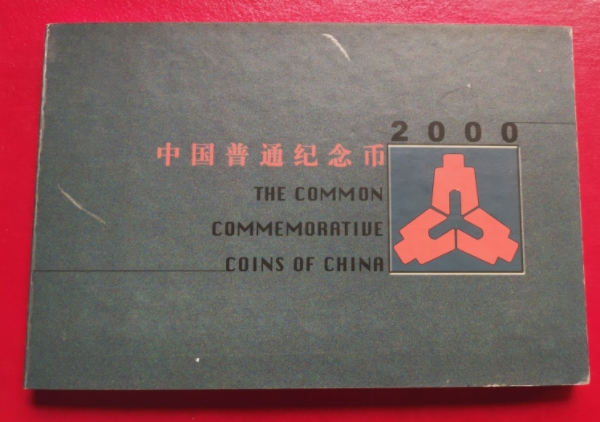 2000
中国普通纪念币
THE COMMON
COMMEMORATIVE
COINS OF CHINA